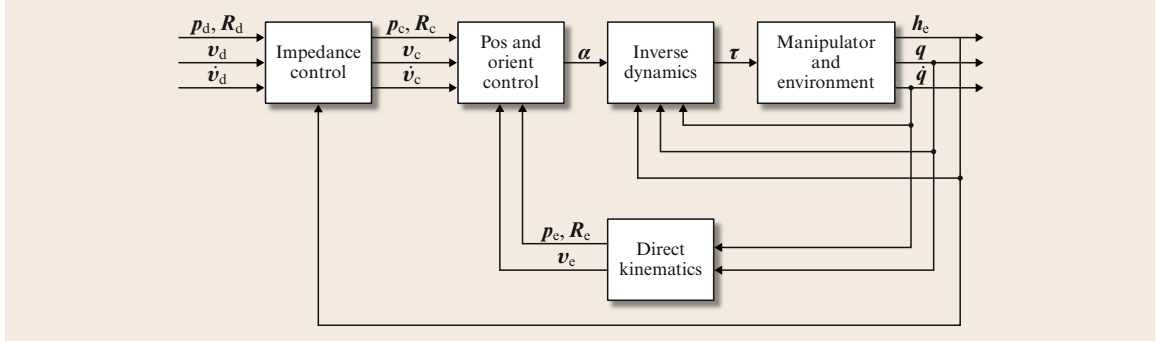 p_d, R_d
v_d
v̇_d
Impedance
control
p_c, R_c
v_c
v̇_c
Pos and
orient
control
α
Inverse
dynamics
τ
Manipulator
and
environment
h_e
q
q̇
p_e, R_e
v_e
Direct
kinematics